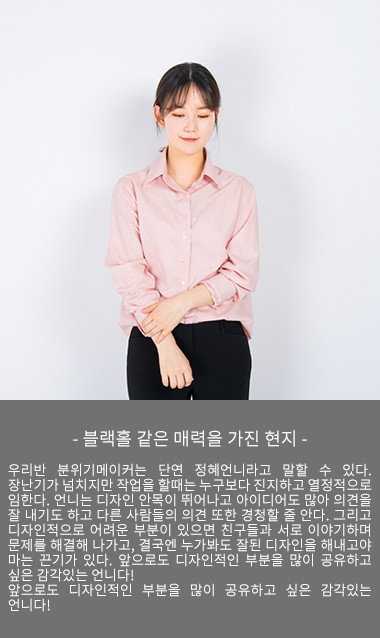 - 블랙홀 같은 매력을 가진 현지 -
우리반 분위기메이커는 단연 정혜언니라고 말할 수 있다.
장난기가 넘치지만 작업을 할때는 누구보다 진지하고 열정적으로
임한다. 언니는 디자인 안목이 뛰어나고 아이디어도 많아 의견을
잘 내기도 하고 다른 사람들의 의견 또한 경청할 줄 안다. 그리고
디자인적으로 어려운 부분이 있으면 친구들과 서로 이야기하며
문제를 해결해 나가고, 결국엔 누가봐도 잘된 디자인을 해내고야
마는 끈기가 있다. 앞으로도 디자인적인 부분을 많이 공유하고
싶은 감각있는 언니다!
앞으로도 디자인적인 부분을 많이 공유하고 싶은 감각있는
언니다!